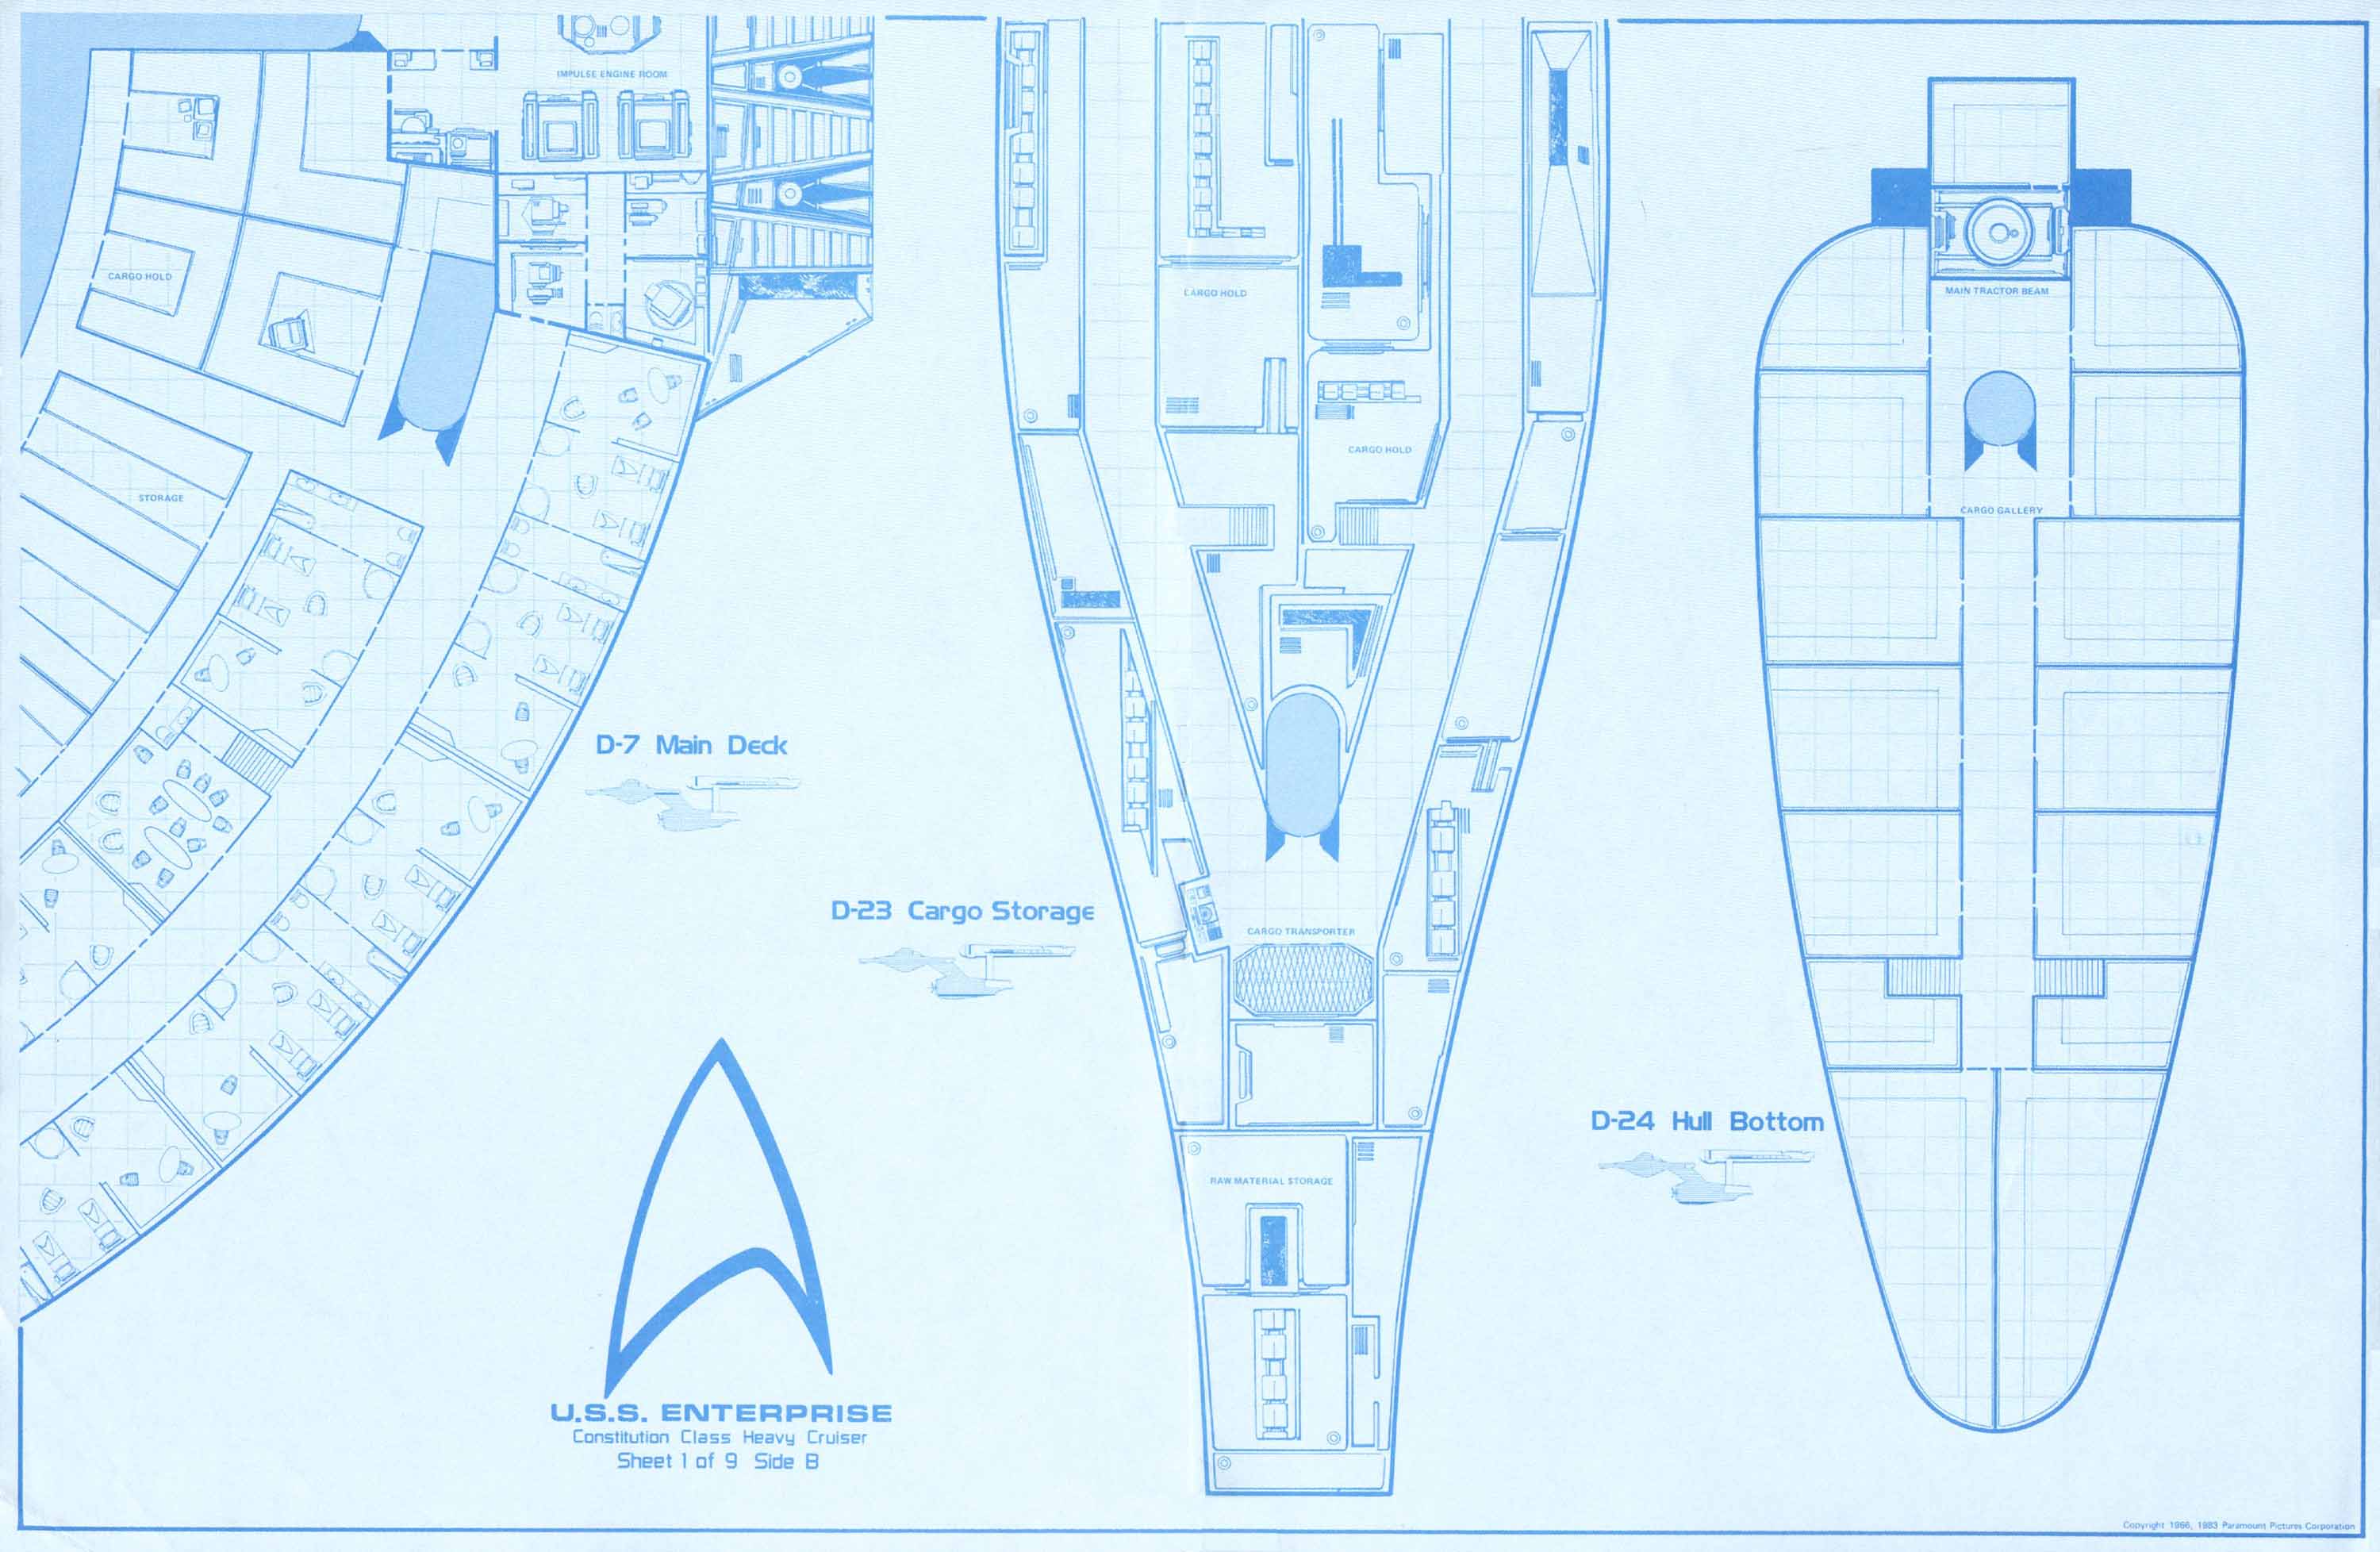 IMPULSE ENGINE ROOM
CARGO HOLD
STORAGE
D-7 Main Deck
CARGO HOLD
CARGO HOLD
D-23 Cargo Storage
CARGO TRANSPORTER
RAW MATERIAL STORAGE
MAIN TRACTOR BEAM
CARGO GALLERY
D-24 Hull Bottom
U.S.S. ENTERPRISE
Constitution Class Heavy Cruiser
Sheet 1 of 9 Side B
Copyright 1966, 1983 Paramount Pictures Corporation